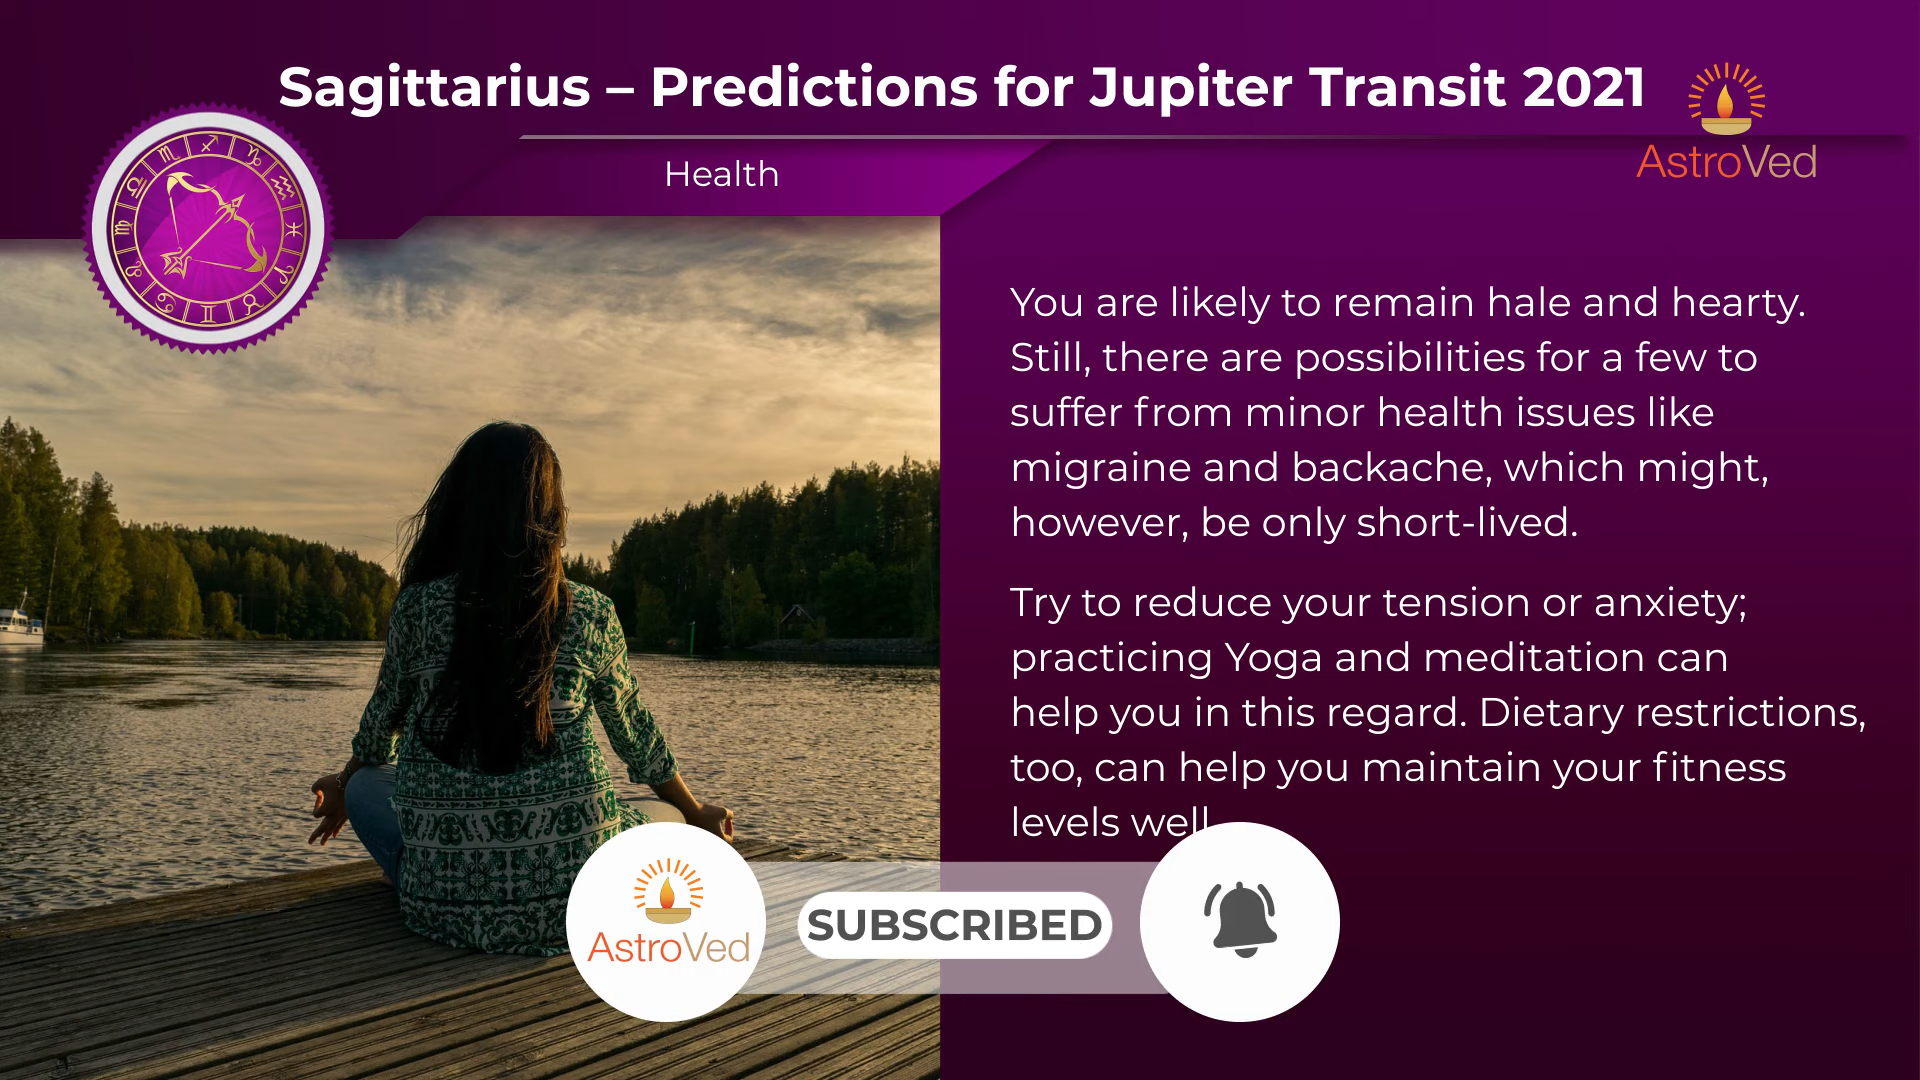 Sagittarius – Predictions for Jupiter Transit 2021
AstroVed
Health
You are likely to remain hale and hearty.
Still, there are possibilities for a few to
suffer from minor health issues like
migraine and backache, which might,
however, be only short-lived.
Try to reduce your tension or anxiety;
practicing Yoga and meditation can
help you in this regard. Dietary restrictions,
too, can help you maintain your fitness
levels well
AstroVed
SUBSCRIBED